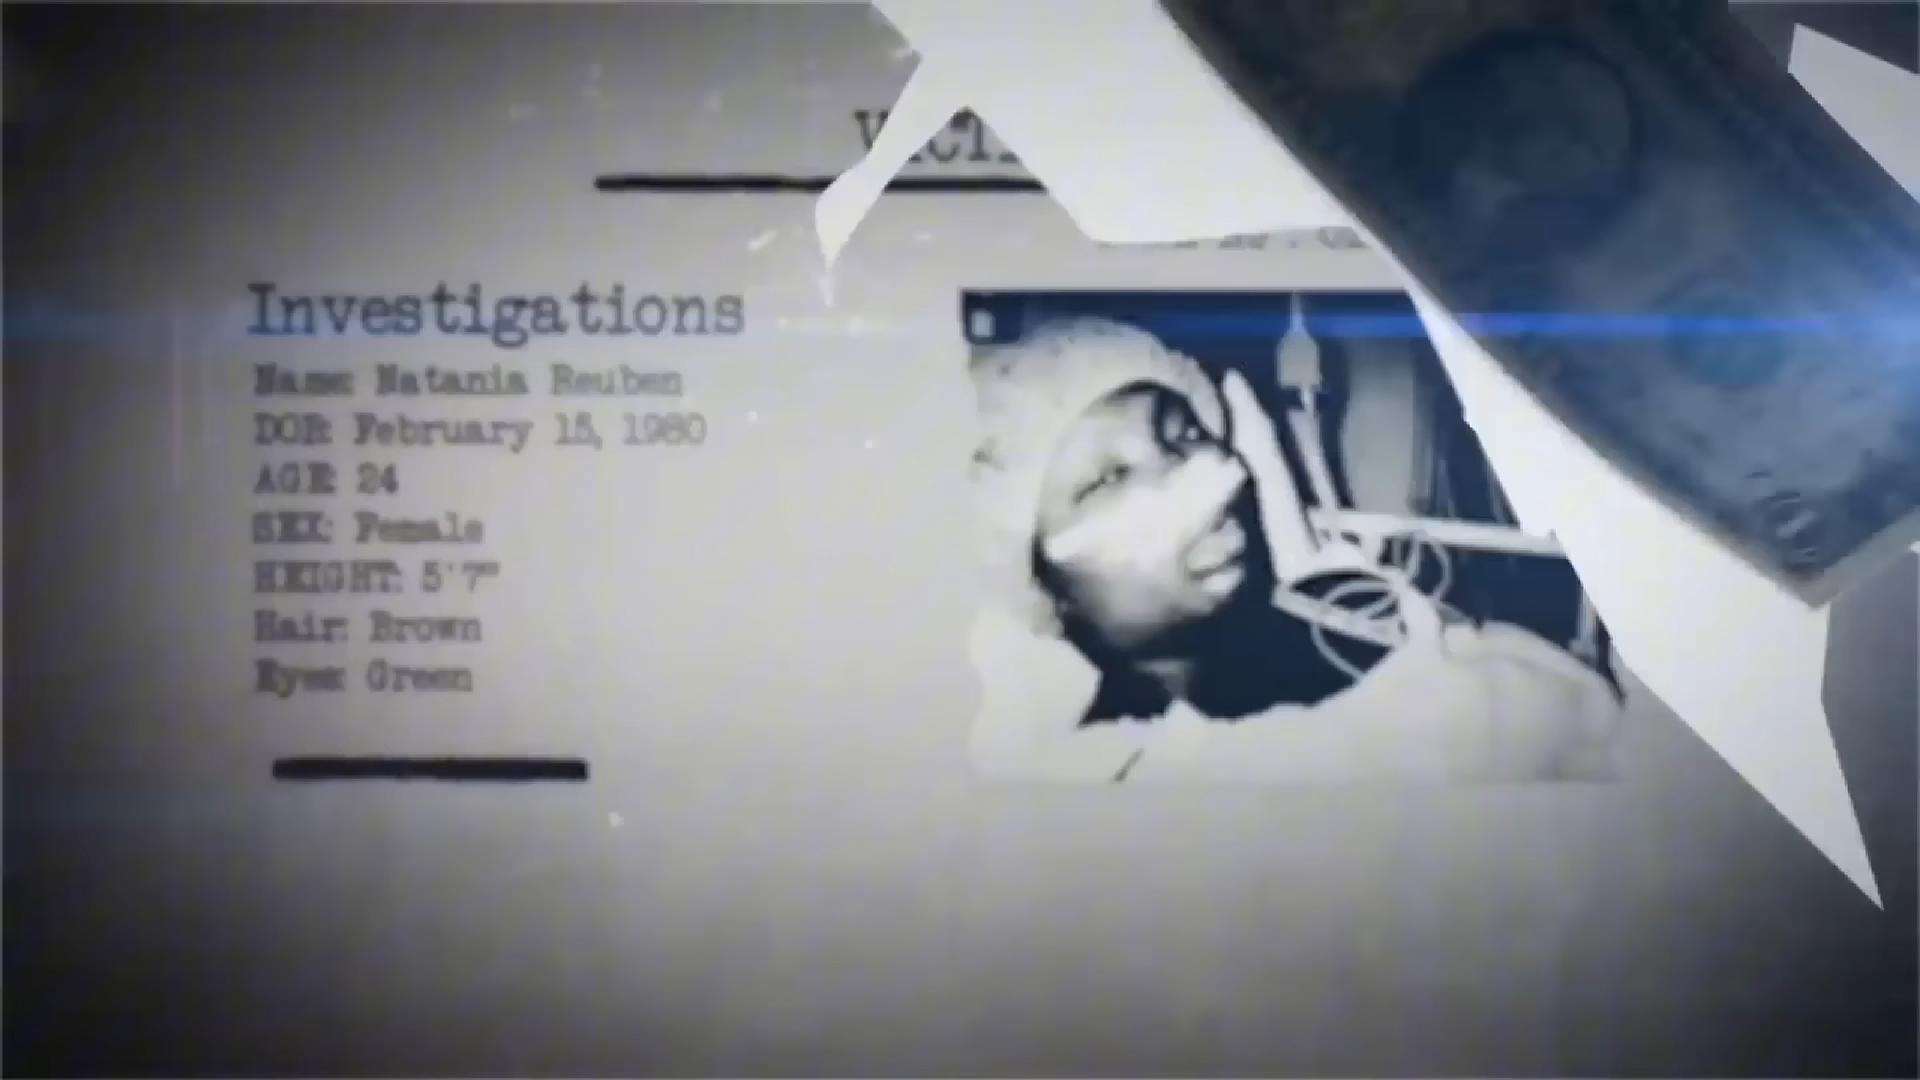 Investigations
Name: Natania Reuben
DOB: February 15, 1980
AGE: 24
SEX: Female
HEIGHT: 5'7"
Hair: Brown
Eyes: Green